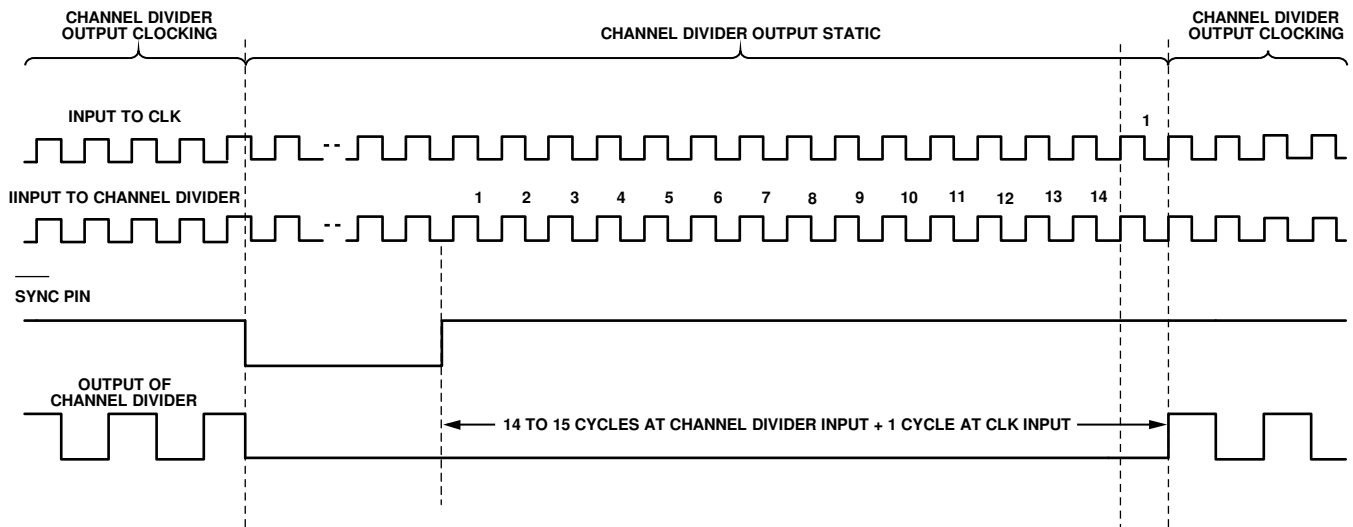 CHANNEL DIVIDER
OUTPUT CLOCKING
CHANNEL DIVIDER OUTPUT STATIC
CHANNEL DIVIDER
OUTPUT CLOCKING
INPUT TO CLK
1
IINPUT TO CHANNEL DIVIDER
1 2 3 4 5 6 7 8 9 10 11 12 13 14
SYNC PIN
OUTPUT OF
CHANNEL DIVIDER
14 TO 15 CYCLES AT CHANNEL DIVIDER INPUT + 1 CYCLE AT CLK INPUT